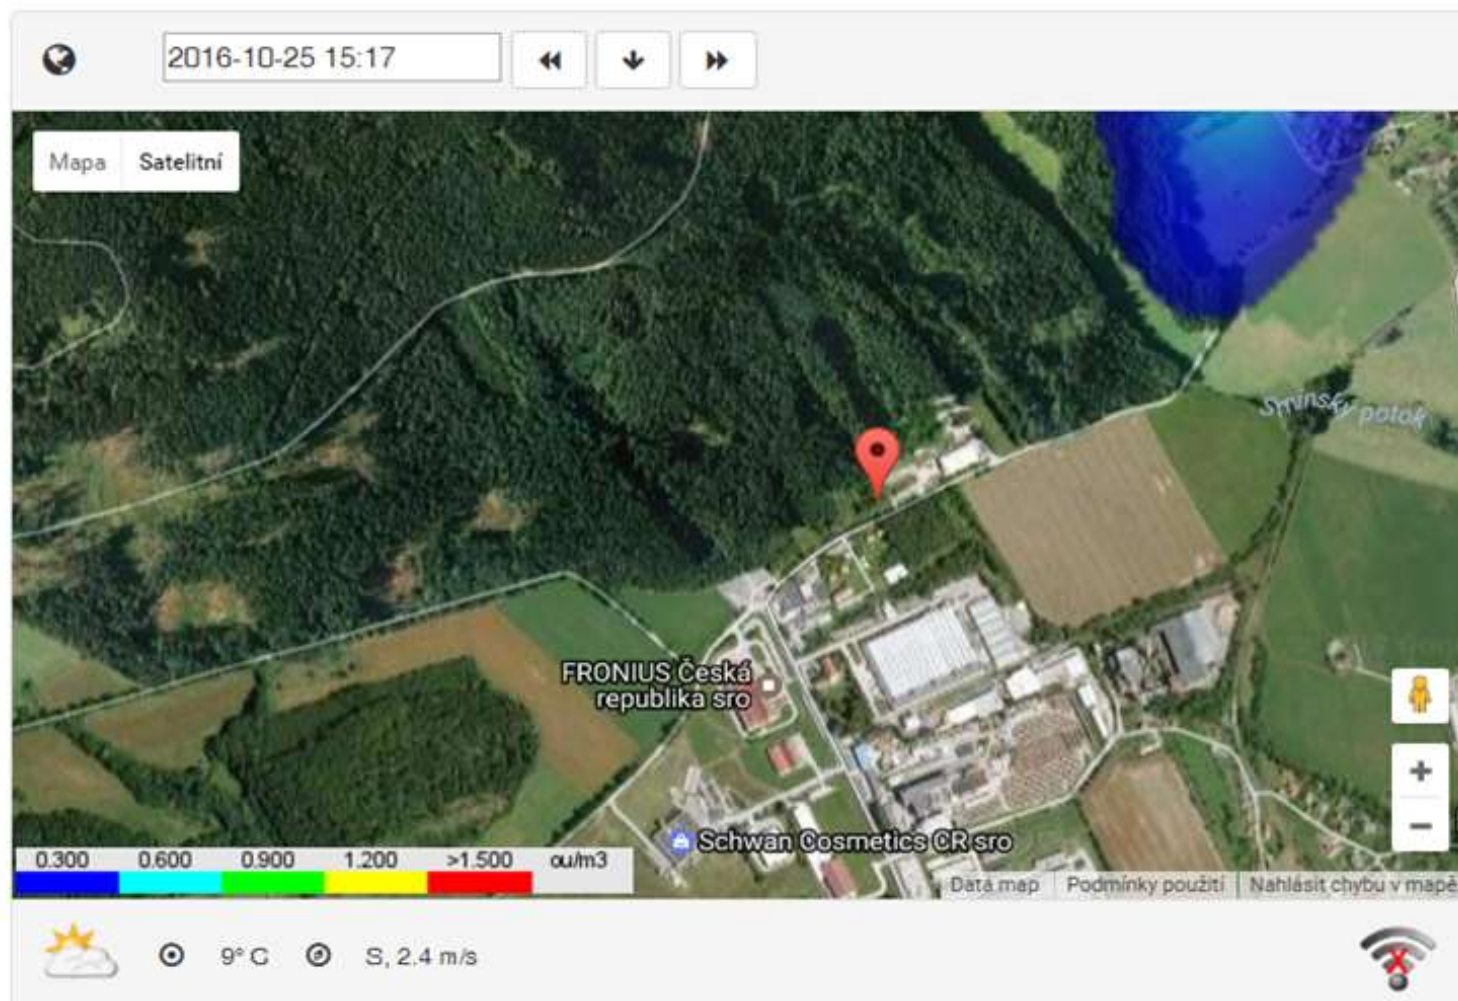 2016-10-25 15:17
Mapa Satelitní
Sminsky potok
FRONIUS Česká
republika sro
Schwan Cosmetics CR sro
0.300 0.600 0.900 1.200 >1.500 ou/m3
Data map Podmínky použití Nahlásit chybu v mapě
9° C S, 2.4 m/s